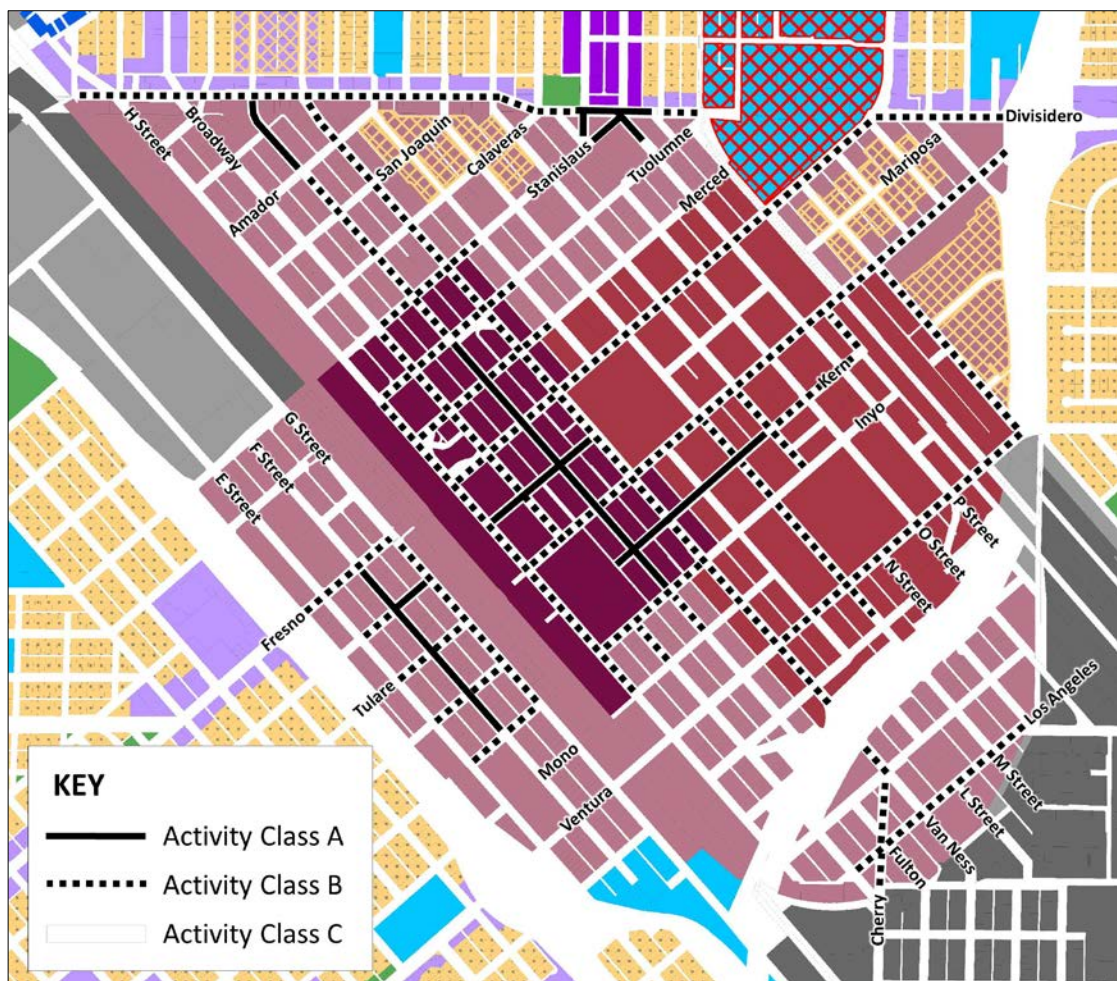 Divisidero
H Street
Broadway
Amador
San Joaquin
Calaveras
Stanislaus
Tuolumne
Merced
Mariposa
Kern
Inyo
G Street
F Street
E Street
P Street
O Street
N Street
Fresno
Tulare
Mono
Ventura
Los Angeles
M Street
L Street
Van Ness
Fulton
Cherry
KEY
Activity Class A
Activity Class B
Activity Class C